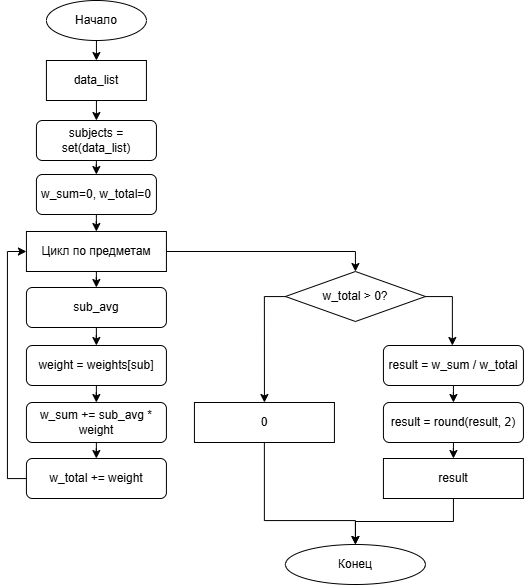 Начало
data_list
subjects =
set(data_list)
w_sum=0, w_total=0
Цикл по предметам
sub_avg
weight = weights[sub]
w_sum += sub_avg *
weight
w_total += weight
w_total > 0?
0
result = w_sum / w_total
result = round(result, 2)
result
Конец